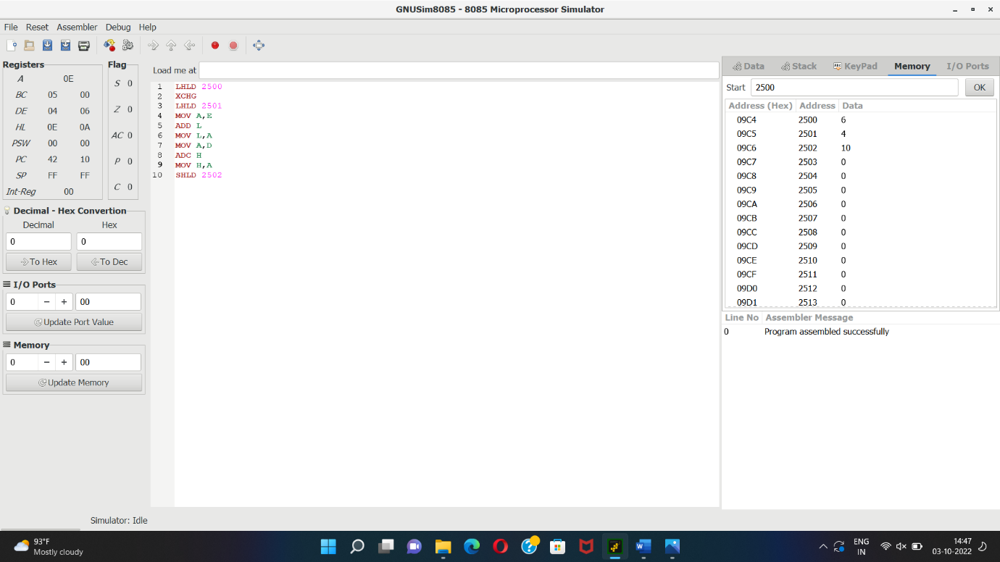 GNUSim8085 - 8085 Microprocessor Simulator
File Reset Assembler Debug Help
Registers
A 0E
BC 05 00
DE 04 06
HL 0E 0A
PSW 00 00
PC 42 10
SP FF FF
Int-Reg 00
Flag
S 0
Z 0
AC 0
P 0
C 0
Decimal - Hex Convertion
Decimal Hex
0 0
To Hex To Dec
I/O Ports
0 − + 00
Update Port Value
Memory
0 − + 00
Update Memory
Load me at
1 LHLD 2500
2 XCHG
3 LHLD 2501
4 MOV A,E
5 ADD L
6 MOV L,A
7 MOV A,D
8 ADC H
9 MOV H,A
10 SHLD 2502
Data Stack Abc KeyPad Memory I/O Ports
Start 2500 OK
Address (Hex) Address Data
09C4 2500 6
09C5 2501 4
09C6 2502 10
09C7 2503 0
09C8 2504 0
09C9 2505 0
09CA 2506 0
09CB 2507 0
09CC 2508 0
09CD 2509 0
09CE 2510 0
09CF 2511 0
09D0 2512 0
09D1 2513 0
Line No Assembler Message
0 Program assembled successfully
Simulator: Idle
93°F
Mostly cloudy
ENG
IN
14:47
03-10-2022